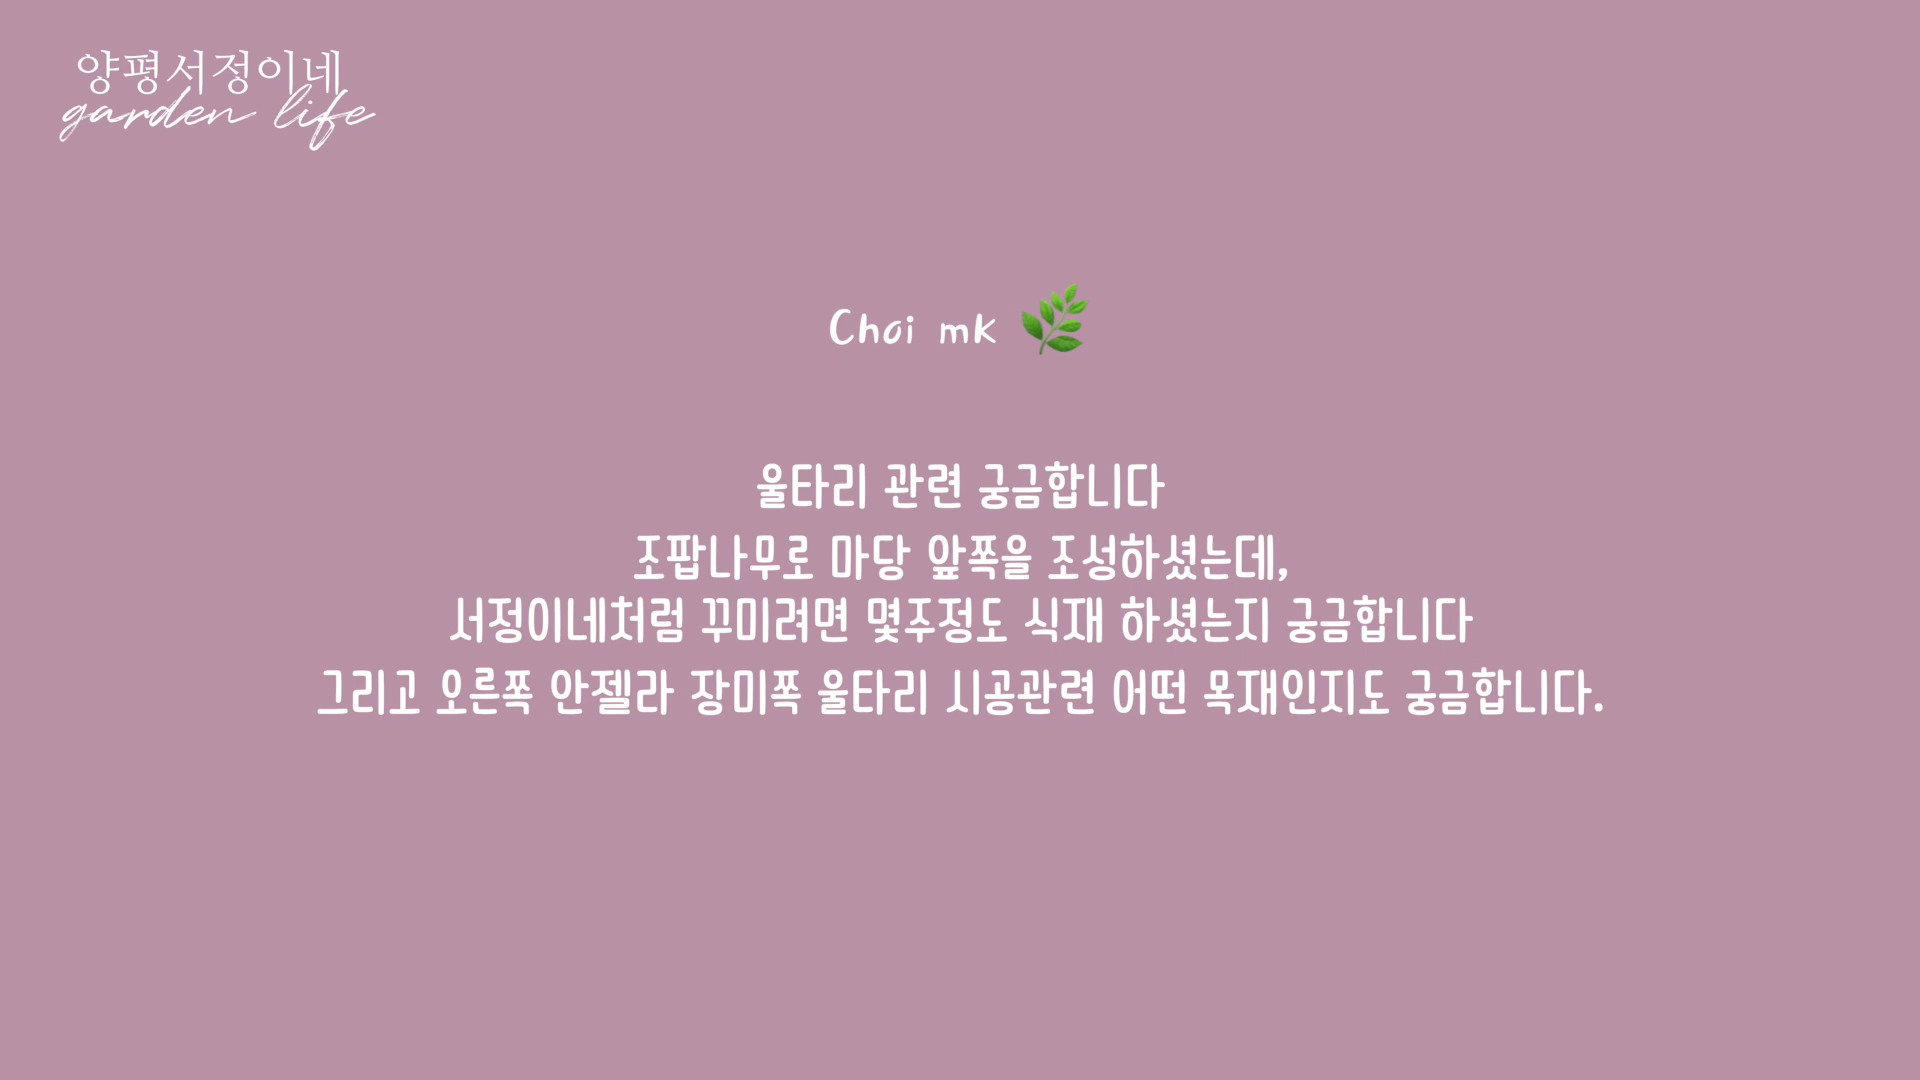 양평서정이네
garden life
Choi mk
울타리 관련 궁금합니다
조팝나무로 마당 앞쪽을 조성하셨는데,
서정이네처럼 꾸미려면 몇주정도 식재 하셨는지 궁금합니다
그리고 오른쪽 안젤라 장미쪽 울타리 시공관련 어떤 목재인지도 궁금합니다.